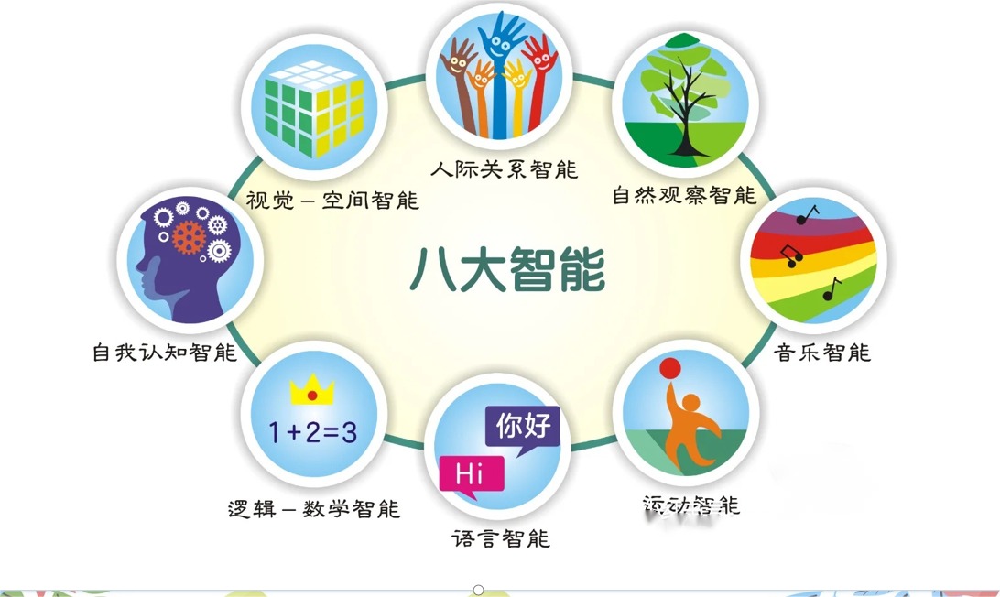 人际关系智能
视觉–空间智能
自然观察智能
八大智能
自我认知智能
音乐智能
1+2=3
你好
Hi
逻辑–数学智能
运动智能
语言智能